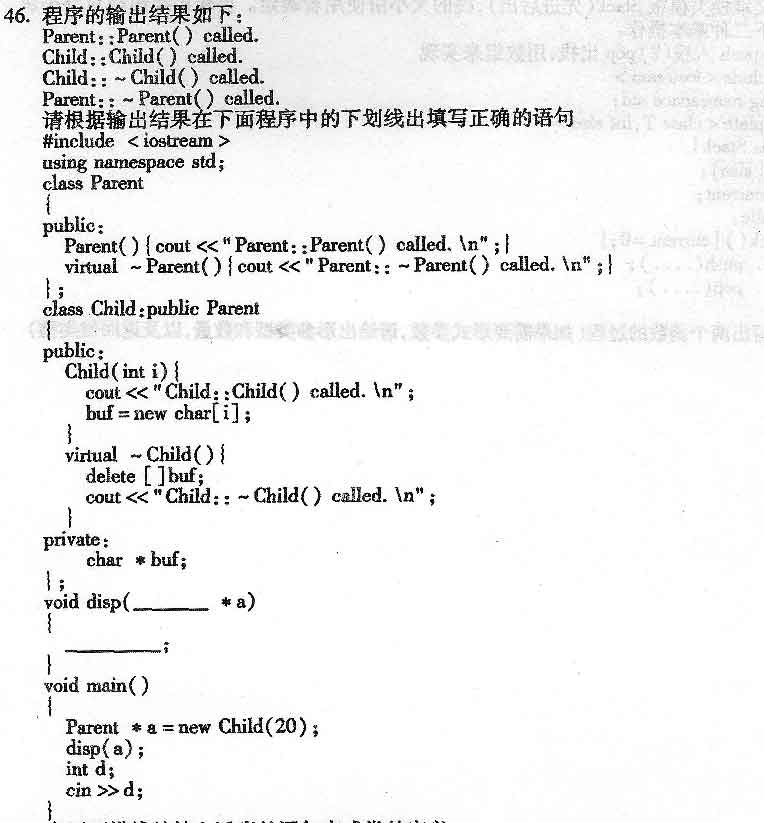 46. 程序的输出结果如下:
Parent::Parent( ) called.
Child::Child( ) called.
Child:: ~ Child( ) called.
Parent:: ~ Parent( ) called.
请根据输出结果在下面程序中的下划线出填写正确的语句
#include < iostream >
using namespace std;
class Parent
{
public:
Parent( ) { cout << " Parent::Parent( ) called. \n" ; }
virtual ~ Parent( ) { cout << " Parent:: ~ Parent( ) called. \n" ; }
} ;
class Child:public Parent
{
public:
Child( int i) {
cout << " Child::Child( ) called. \n" ;
buf = new char[ i ] ;
}
virtual ~ Child( ) {
delete [ ] buf;
cout << "Child:: ~ Child( ) called. \n" ;
}
private:
char * buf;
} ;
void disp( ________ * a)
{
__________;
}
void main( )
{
Parent * a = new Child(20) ;
disp( a) ;
int d;
cin >> d;
}